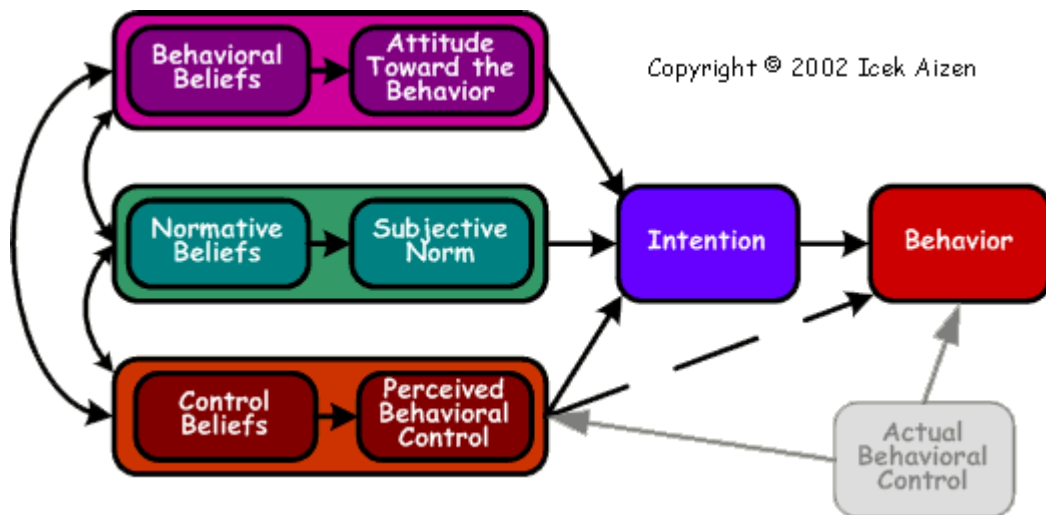 Behavioral
Beliefs
Attitude
Toward the
Behavior
Copyright © 2002 Icek Aizen
Normative
Beliefs
Subjective
Norm
Intention
Behavior
Control
Beliefs
Perceived
Behavioral
Control
Actual
Behavioral
Control